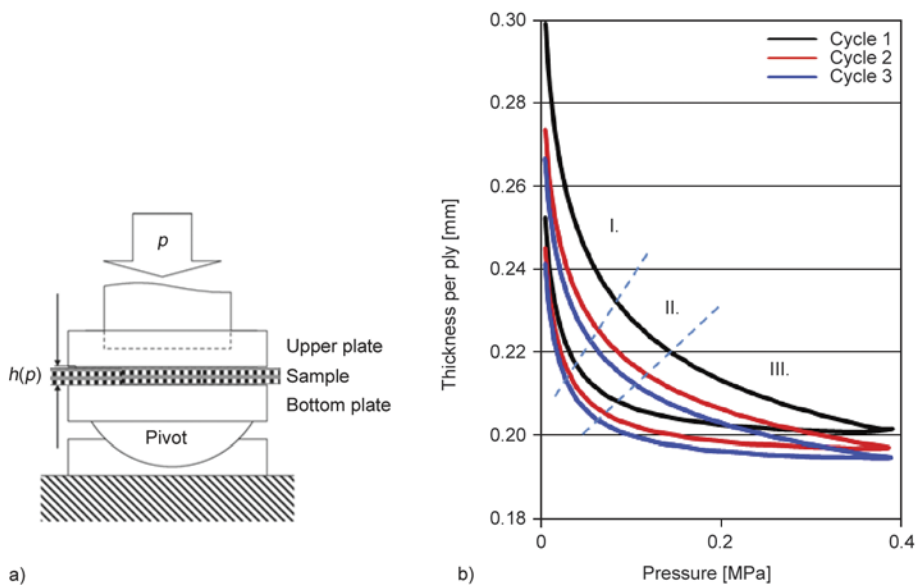 p
h(p)
Upper plate
Sample
Bottom plate
Pivot
a)
0.30
0.28
0.26
0.24
0.22
0.20
0.18
Thickness per ply [mm]
Cycle 1
Cycle 2
Cycle 3
I.
II.
III.
0
0.2
0.4
Pressure [MPa]
b)